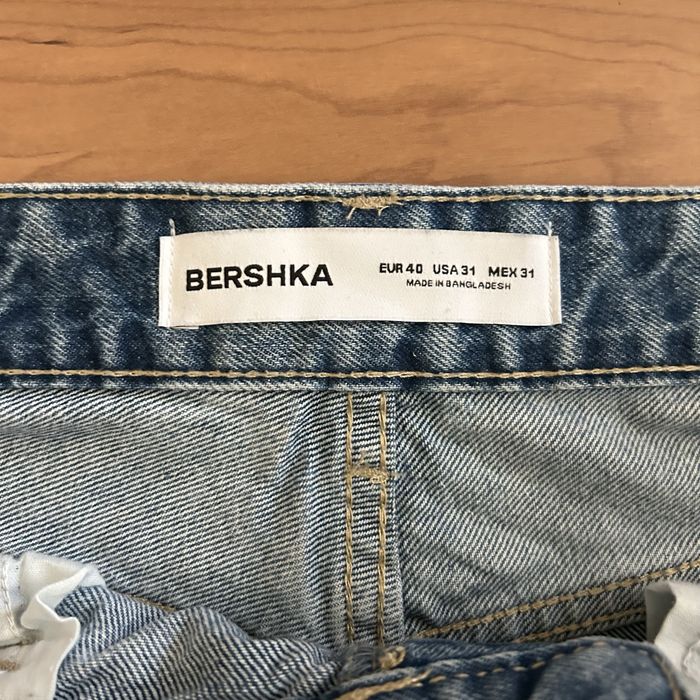 BERSHKA
EUR 40 USA 31 MEX 31
MADE IN BANGLADESH